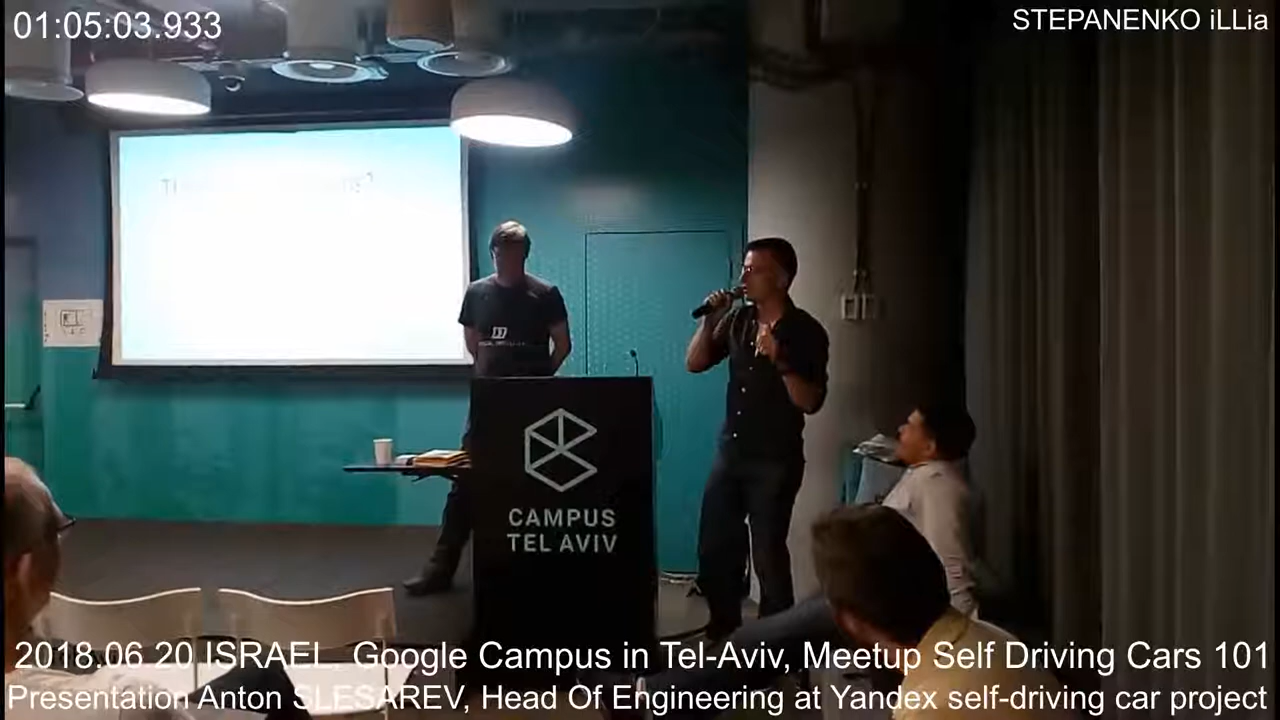 01:05:03.933
STEPANENKO iLLia
CAMPUS
TEL AVIV
2018.06 20 ISRAEL. Google Campus in Tel-Aviv, Meetup Self Driving Cars 101
Presentation Anton SLESAREV, Head Of Engineering at Yandex self-driving car project